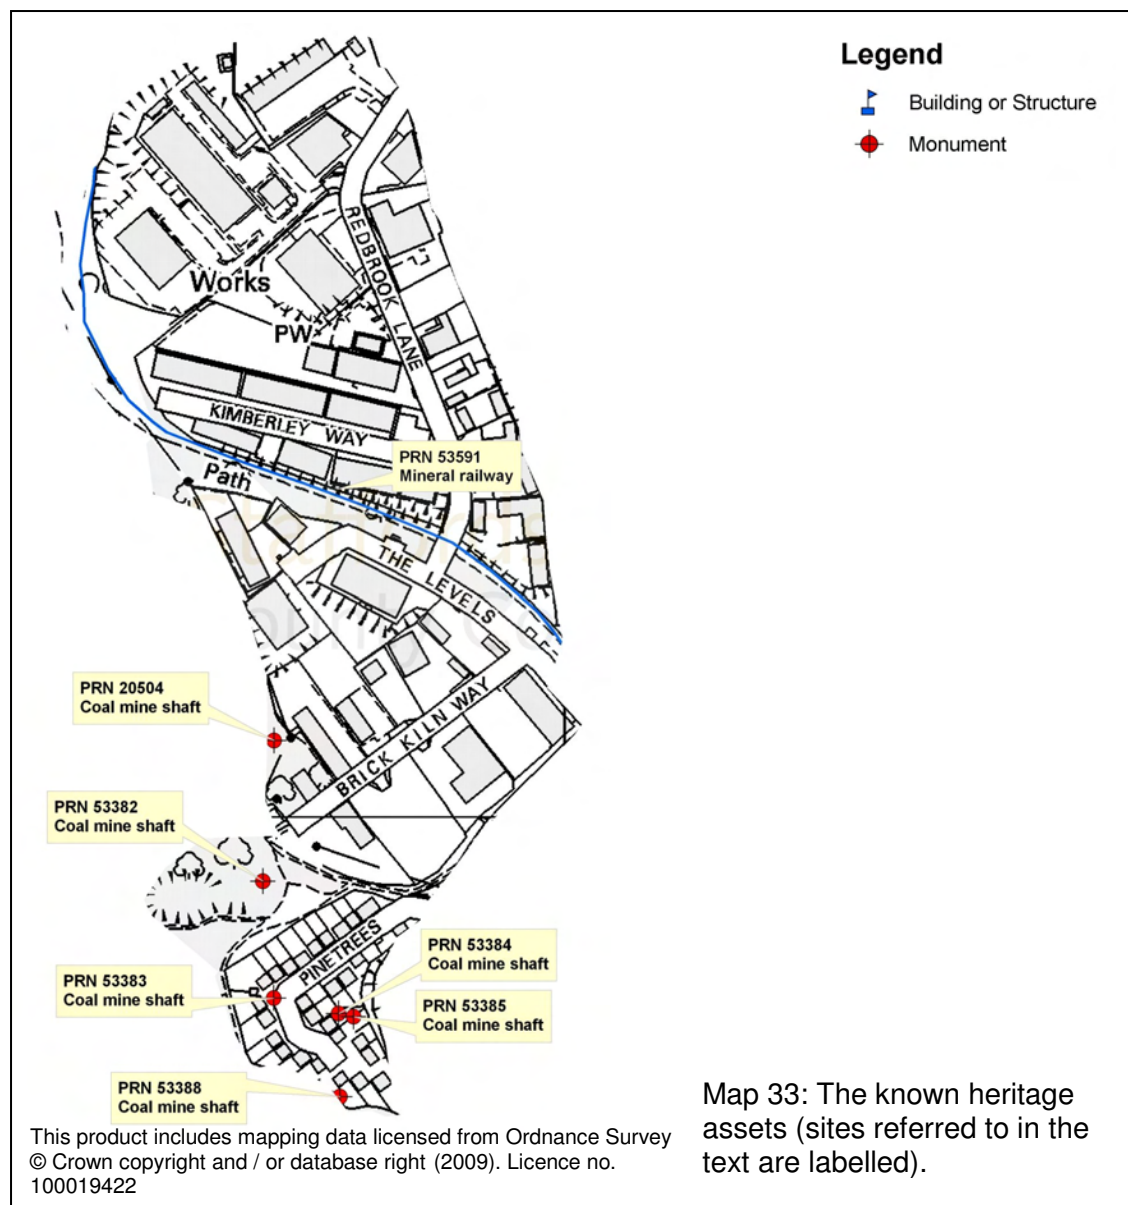 Legend
Building or Structure
Monument
REDBROOK LANE
Works
PW
KIMBERLEY WAY
PRN 53591
Mineral railway
Path
THE LEVELS
PRN 20504
Coal mine shaft
BRICK KILN WAY
PRN 53382
Coal mine shaft
PINETREES
PRN 53384
Coal mine shaft
PRN 53383
Coal mine shaft
PRN 53385
Coal mine shaft
PRN 53388
Coal mine shaft
This product includes mapping data licensed from Ordnance Survey
© Crown copyright and / or database right (2009). Licence no.
100019422
Map 33: The known heritage
assets (sites referred to in the
text are labelled).